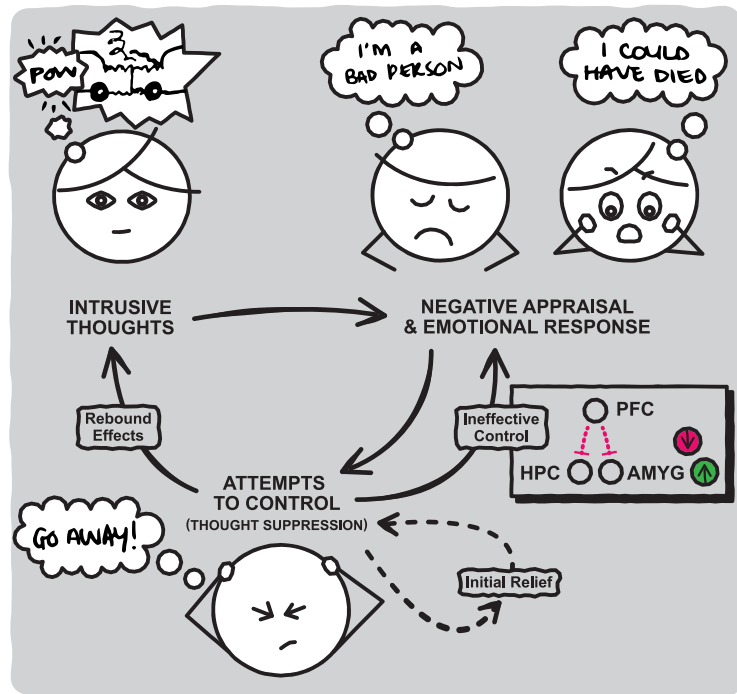 POW
I'M A
BAD PERSON
I COULD
HAVE DIED
INTRUSIVE
THOUGHTS
NEGATIVE APPRAISAL
& EMOTIONAL RESPONSE
Rebound
Effects
Ineffective
Control
PFC
HPC
AMYG
ATTEMPTS
TO CONTROL
(THOUGHT SUPPRESSION)
GO AWAY!
Initial Relief